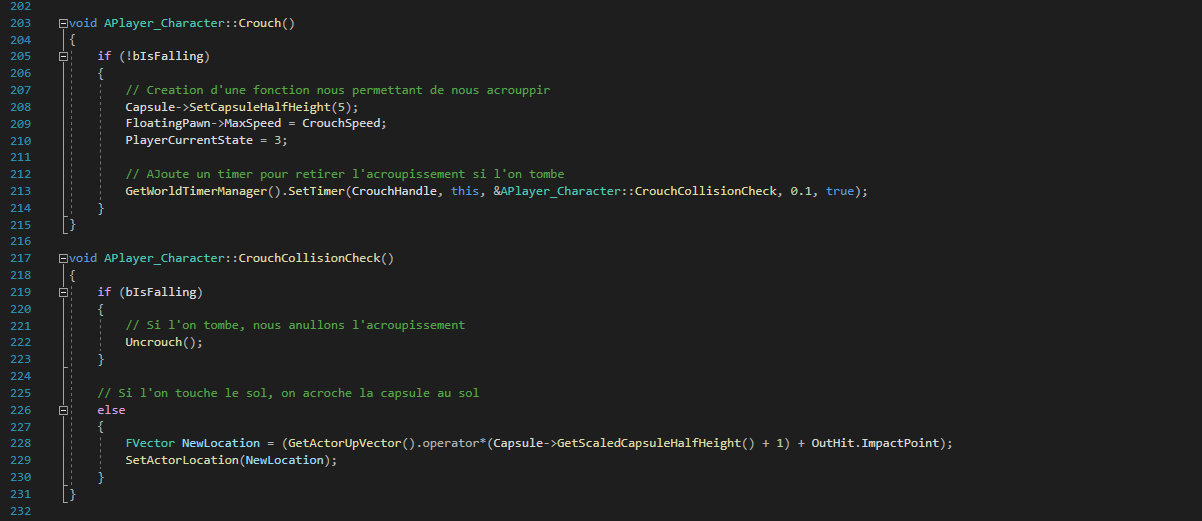 202
203 void APlayer_Character::Crouch()
204 {
205 if (!bIsFalling)
206 {
207 // Creation d'une fonction nous permettant de nous acrouppir
208 Capsule->SetCapsuleHalfHeight(5);
209 FloatingPawn->MaxSpeed = CrouchSpeed;
210 PlayerCurrentState = 3;
211
212 // AJoute un timer pour retirer l'acroupissement si l'on tombe
213 GetWorldTimerManager().SetTimer(CrouchHandle, this, &APlayer_Character::CrouchCollisionCheck, 0.1, true);
214 }
215 }
216
217 void APlayer_Character::CrouchCollisionCheck()
218 {
219 if (bIsFalling)
220 {
221 // Si l'on tombe, nous anullons l'acroupissement
222 Uncrouch();
223 }
224
225 // Si l'on touche le sol, on acroche la capsule au sol
226 else
227 {
228 FVector NewLocation = (GetActorUpVector().operator*(Capsule->GetScaledCapsuleHalfHeight() + 1) + OutHit.ImpactPoint);
229 SetActorLocation(NewLocation);
230 }
231 }
232